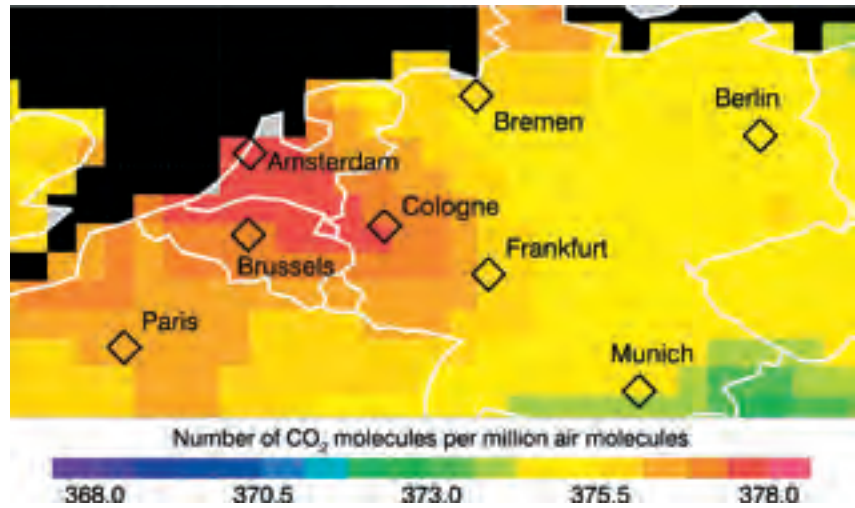 Bremen
Berlin
Amsterdam
Cologne
Brussels
Frankfurt
Paris
Munich
Number of CO₂ molecules per million air molecules
368.0 370.5 373.0 375.5 378.0